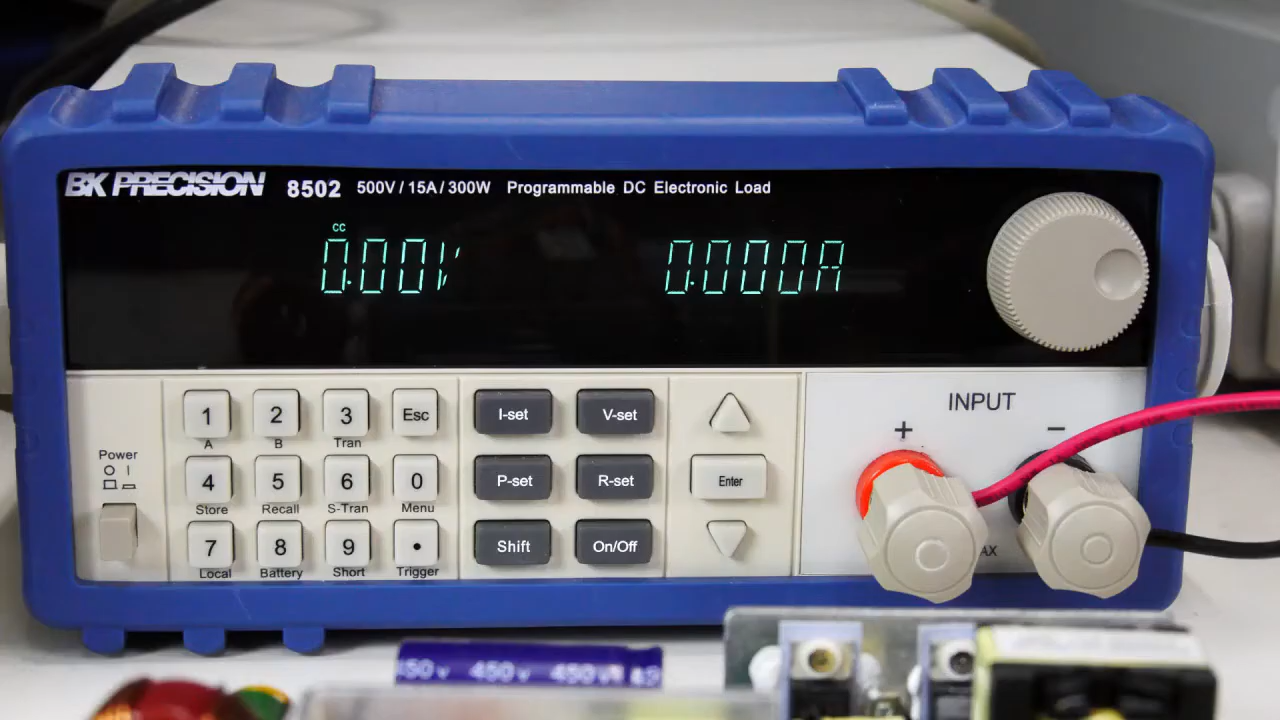 BK PRECISION 8502 500V / 15A / 300W Programmable DC Electronic Load
CC
0.00V 0.000A
INPUT
+ −
Power
O I
1 2 3 Esc
A B Tran
4 5 6 0
Store Recall S-Tran Menu
7 8 9 •
Local Battery Short Trigger
I-set V-set
P-set R-set
Shift On/Off
Enter
AX
450V 450V 450V